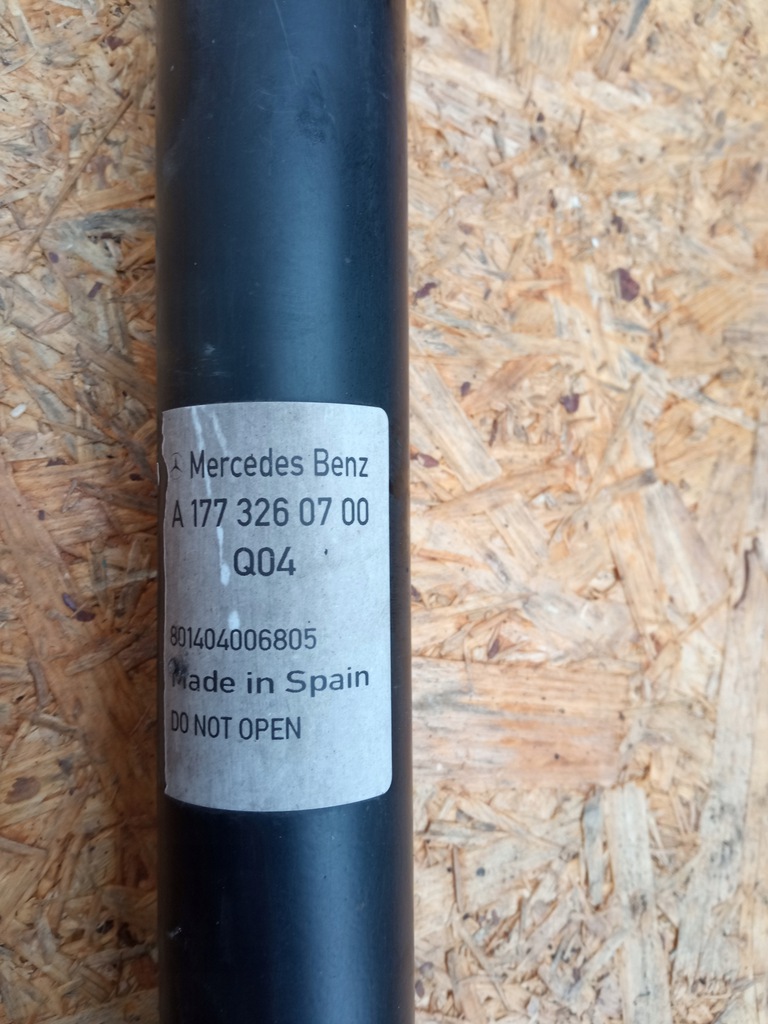 Mercedes Benz
A 177 326 07 00
Q04
801404006805
Made in Spain
DO NOT OPEN